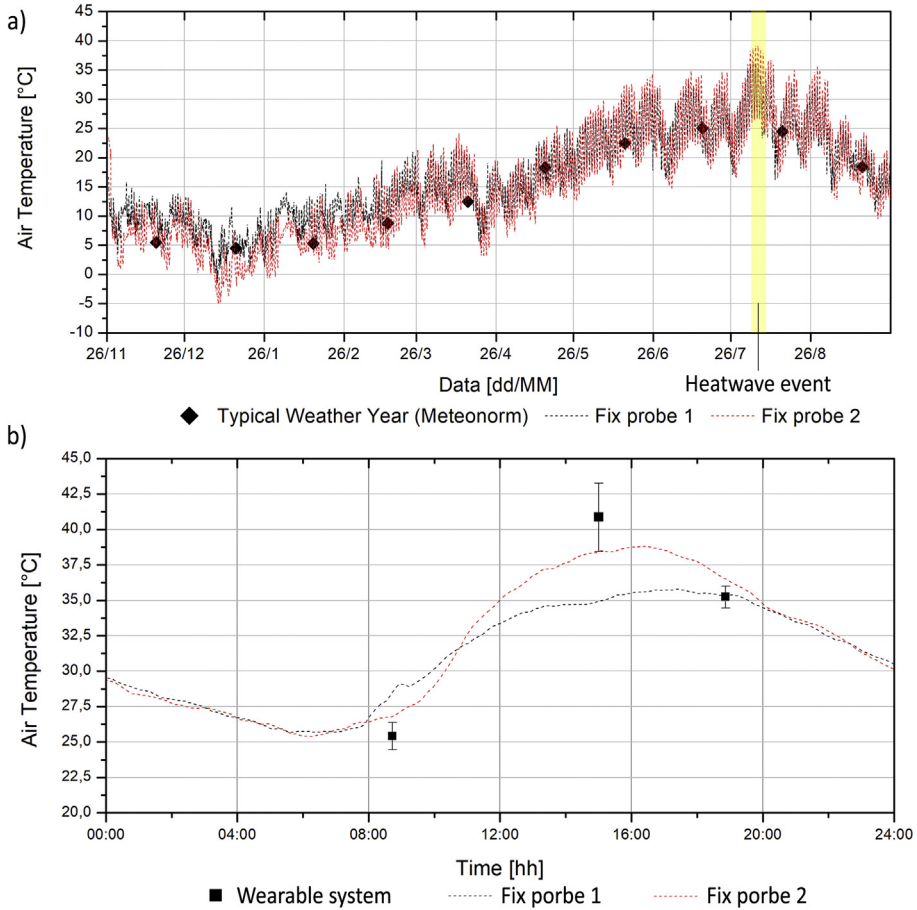 a)
45
40
35
30
25
20
15
10
5
0
-5
-10
Air Temperature [°C]
26/11 26/12 26/1 26/2 26/3 26/4 26/5 26/6 26/7 26/8
Data [dd/MM]
Heatwave event
Typical Weather Year (Meteonorm) Fix probe 1 Fix probe 2
b)
45,0
42,5
40,0
37,5
35,0
32,5
30,0
27,5
25,0
22,5
20,0
Air Temperature [°C]
00:00 04:00 08:00 12:00 16:00 20:00 24:00
Time [hh]
Wearable system Fix porbe 1 Fix porbe 2